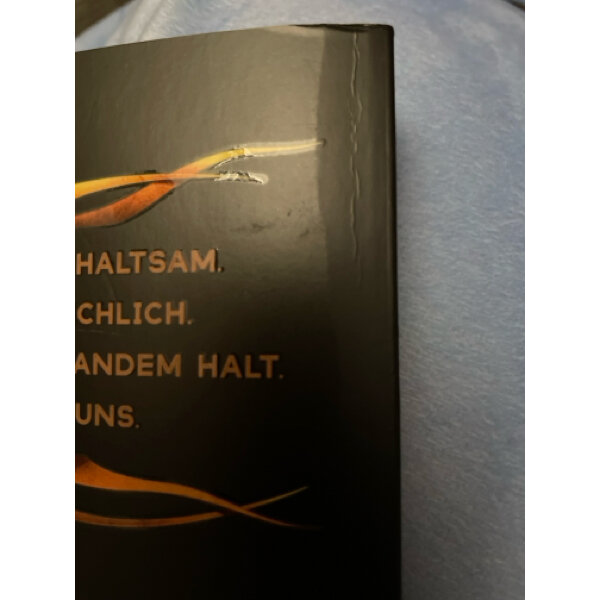 HALTSAM.
CHLICH.
ANDEM HALT.
UNS.